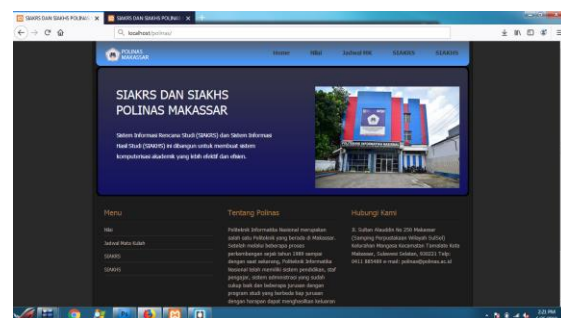 SIAKRS DAN SIAKHS POLINAS
SIAKRS DAN SIAKHS POLINAS
localhost/polinas/
POLINAS
MAKASSAR
Home
Nilai
Jadwal MK
SIAKRS
SIAKHS
SIAKRS DAN SIAKHS
POLINAS MAKASSAR
Sistem Informasi Rencana Studi (SIAKRS) dan Sistem Informasi
Hasil Studi (SIAKHS) ini dibangun untuk membuat sistem
komputerisasi akademik yang lebih efektif dan efisien.
Menu
Nilai
Jadwal Mata Kuliah
SIAKRS
SIAKHS
Tentang Polinas
Politeknik Informatika Nasional merupakan
salah satu Politeknik yang berada di Makassar.
Setelah melalui beberapa proses
perkembangan sejak tahun 1989 sampai
dengan saat sekarang, Politeknik Informatika
Nasional telah memiliki sistem pendidikan, staf
pengajar, sistem administrasi yang sudah
cukup baik dan beberapa jurusan dengan
program studi yang berbeda tiap jurusan
dengan harapan dapat menghasilkan keluaran
Hubungi Kami
Jl. Sultan Alauddin No 250 Makassar
(Samping Perpustakaan Wilayah SulSel)
Kelurahan Mangasa Kecamatan Tamalate Kota
Makassar, Sulawesi Selatan, 930221 Telp:
0411 885489 e-mail: polinas@polinas.ac.id
2:21 PM